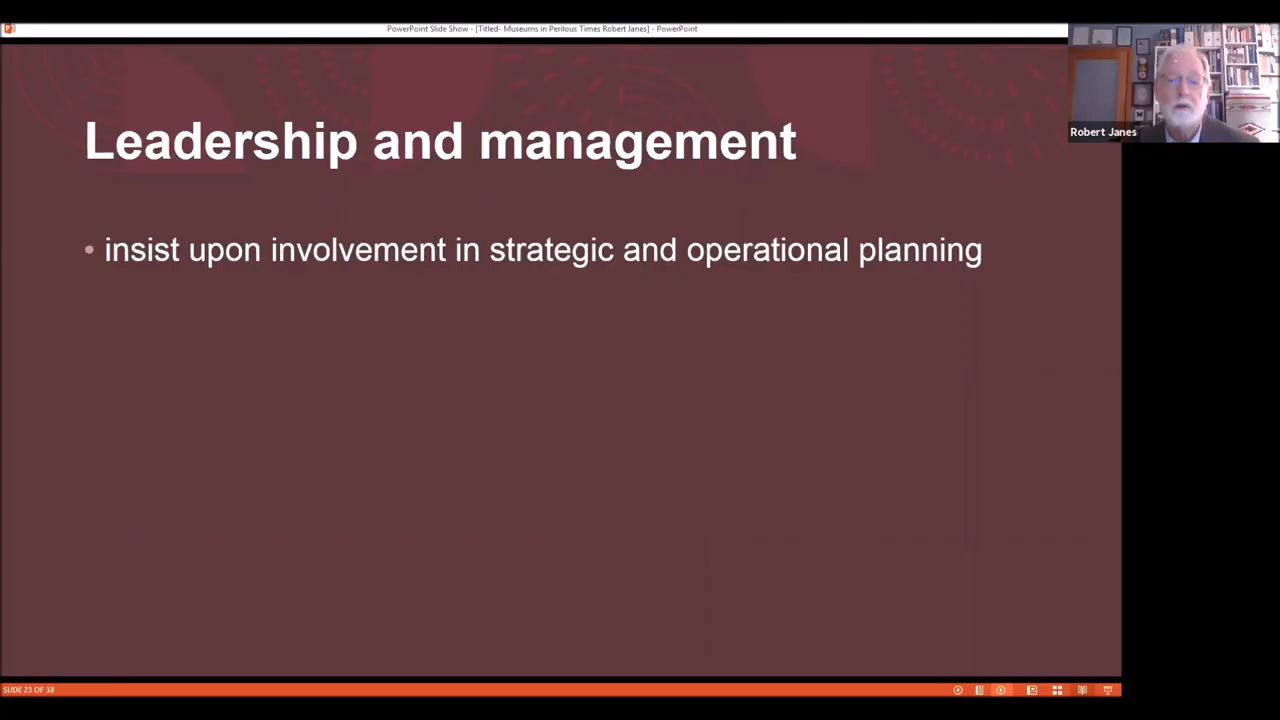 PowerPoint Slide Show - [Titled- Museums in Perilous Times Robert Janes] - PowerPoint
Robert Janes
Leadership and management
• insist upon involvement in strategic and operational planning
SLIDE 23 OF 38